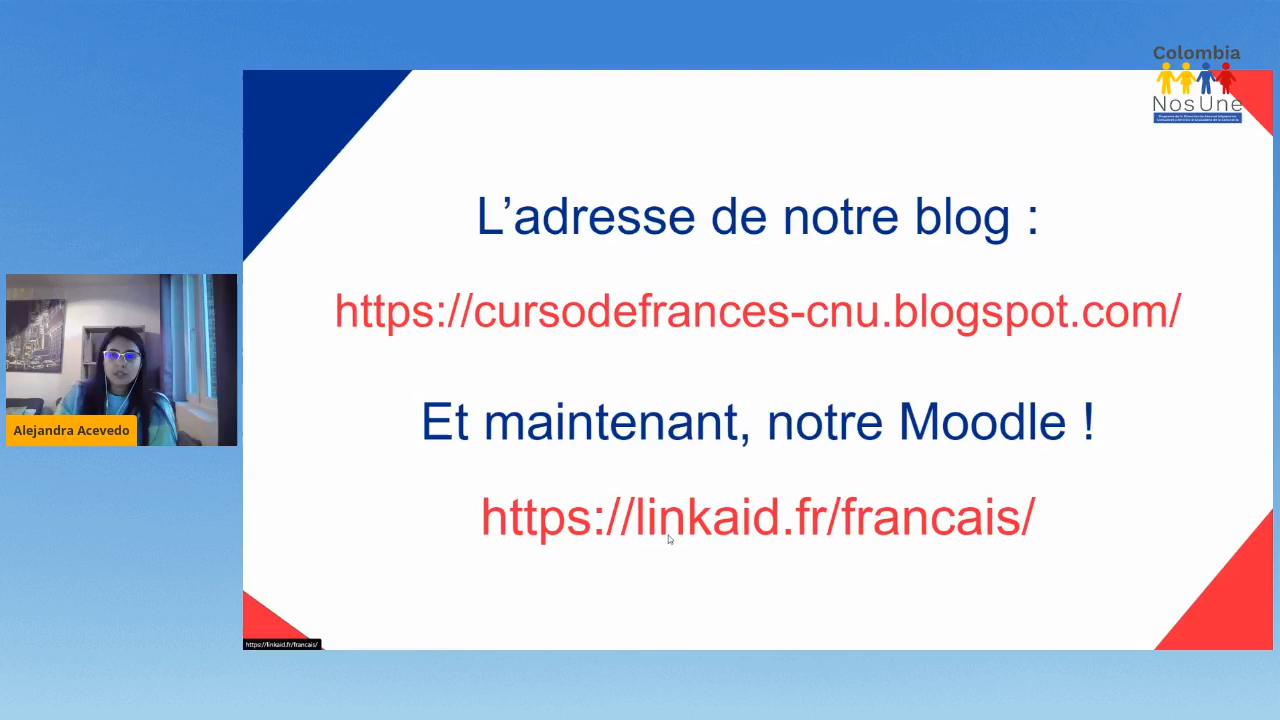 Colombia
NosUne
L’adresse de notre blog :
https://cursodefrances-cnu.blogspot.com/
Et maintenant, notre Moodle !
https://linkaid.fr/francais/
Alejandra Acevedo
https://linkaid.fr/francais/